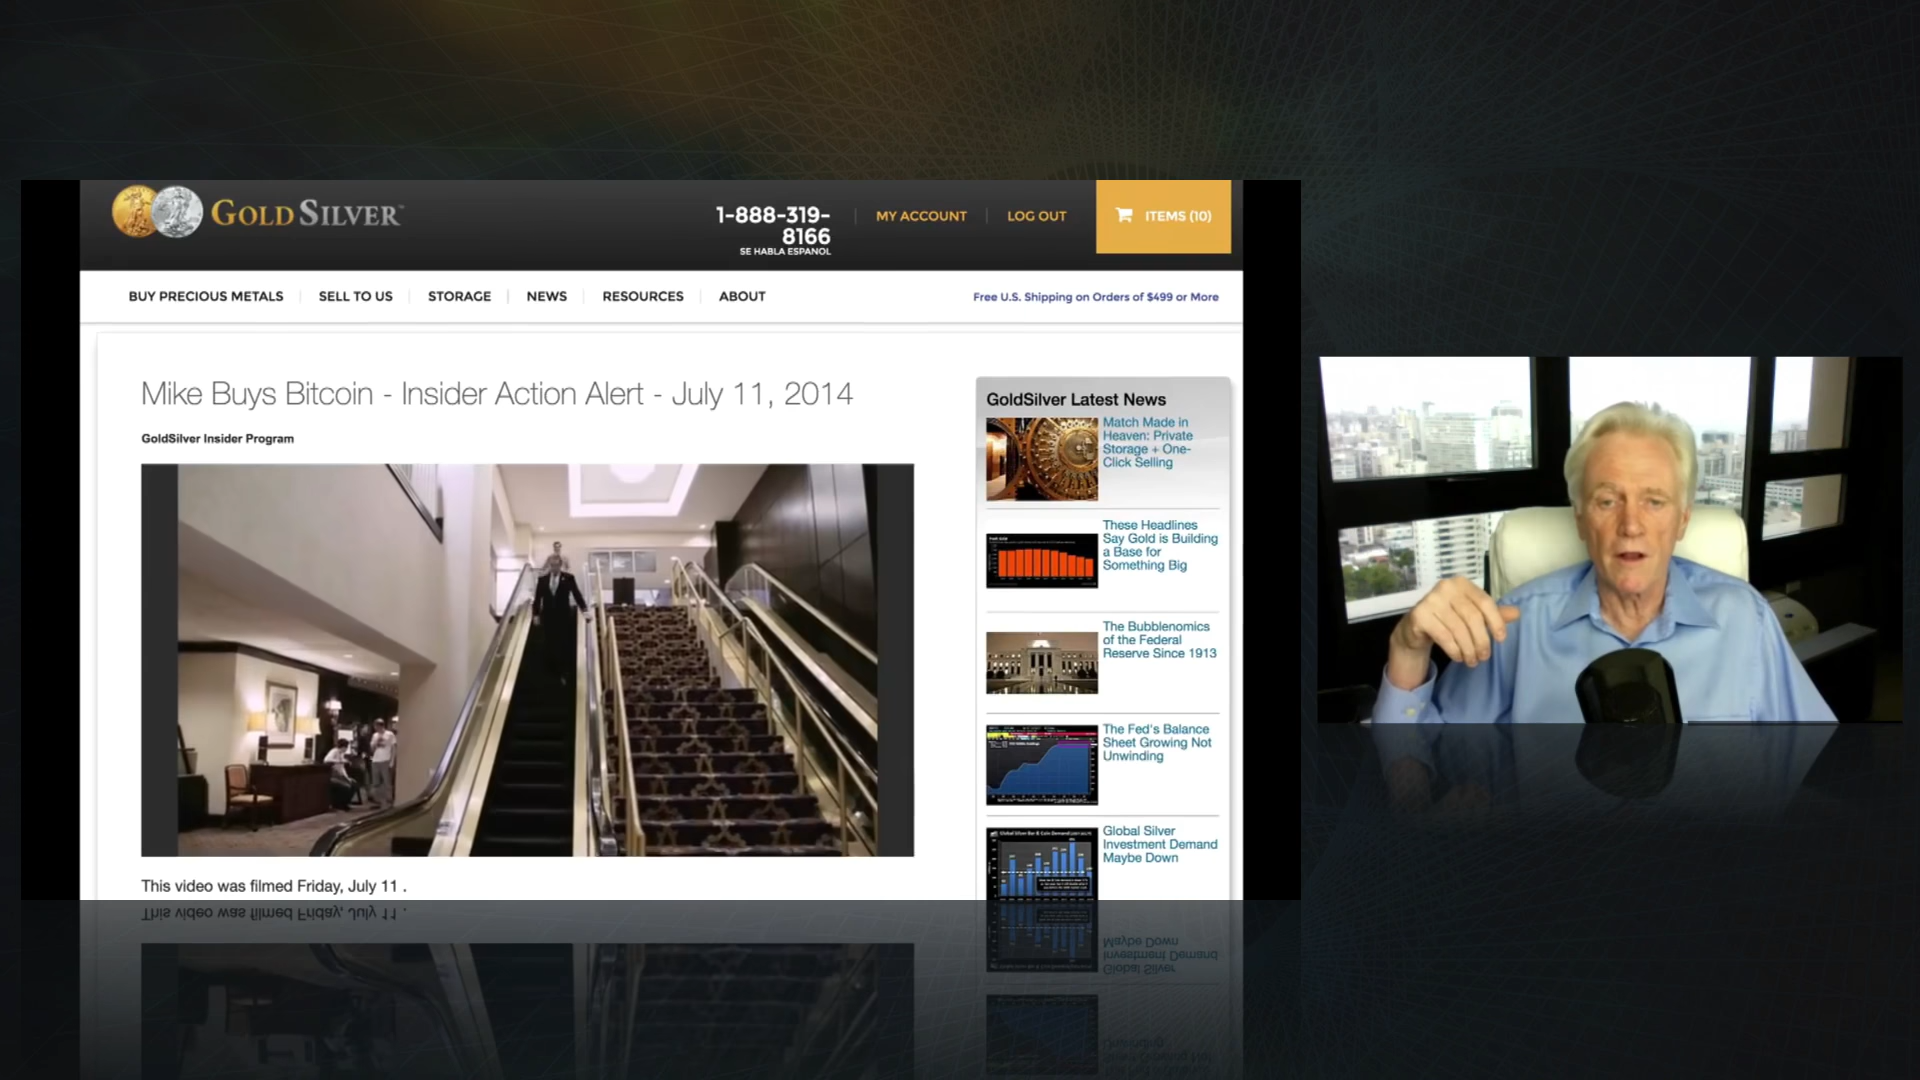 GOLD SILVER™
1-888-319-
8166
SE HABLA ESPANOL
MY ACCOUNT
LOG OUT
ITEMS (10)
BUY PRECIOUS METALS
SELL TO US
STORAGE
NEWS
RESOURCES
ABOUT
Free U.S. Shipping on Orders of $499 or More
Mike Buys Bitcoin - Insider Action Alert - July 11, 2014
GoldSilver Insider Program
This video was filmed Friday, July 11 .
GoldSilver Latest News
Match Made in
Heaven: Private
Storage + One-
Click Selling
These Headlines
Say Gold is Building
a Base for
Something Big
The Bubblenomics
of the Federal
Reserve Since 1913
The Fed's Balance
Sheet Growing Not
Unwinding
Global Silver
Investment Demand
Maybe Down